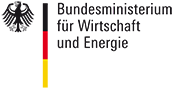 Bundesministerium
für Wirtschaft
und Energie